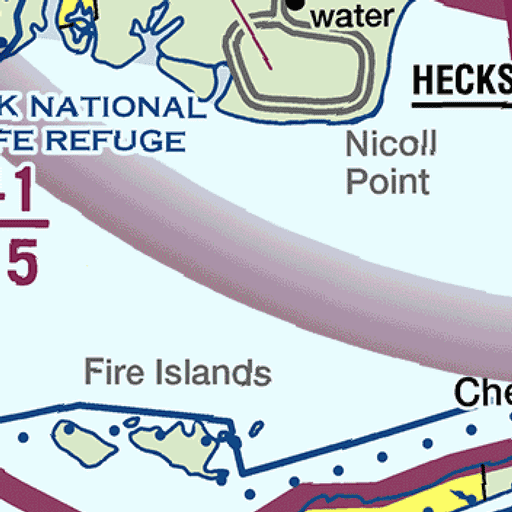 water
HECKS
K NATIONAL
FE REFUGE
Nicoll
Point
-1
5
Fire Islands
Che